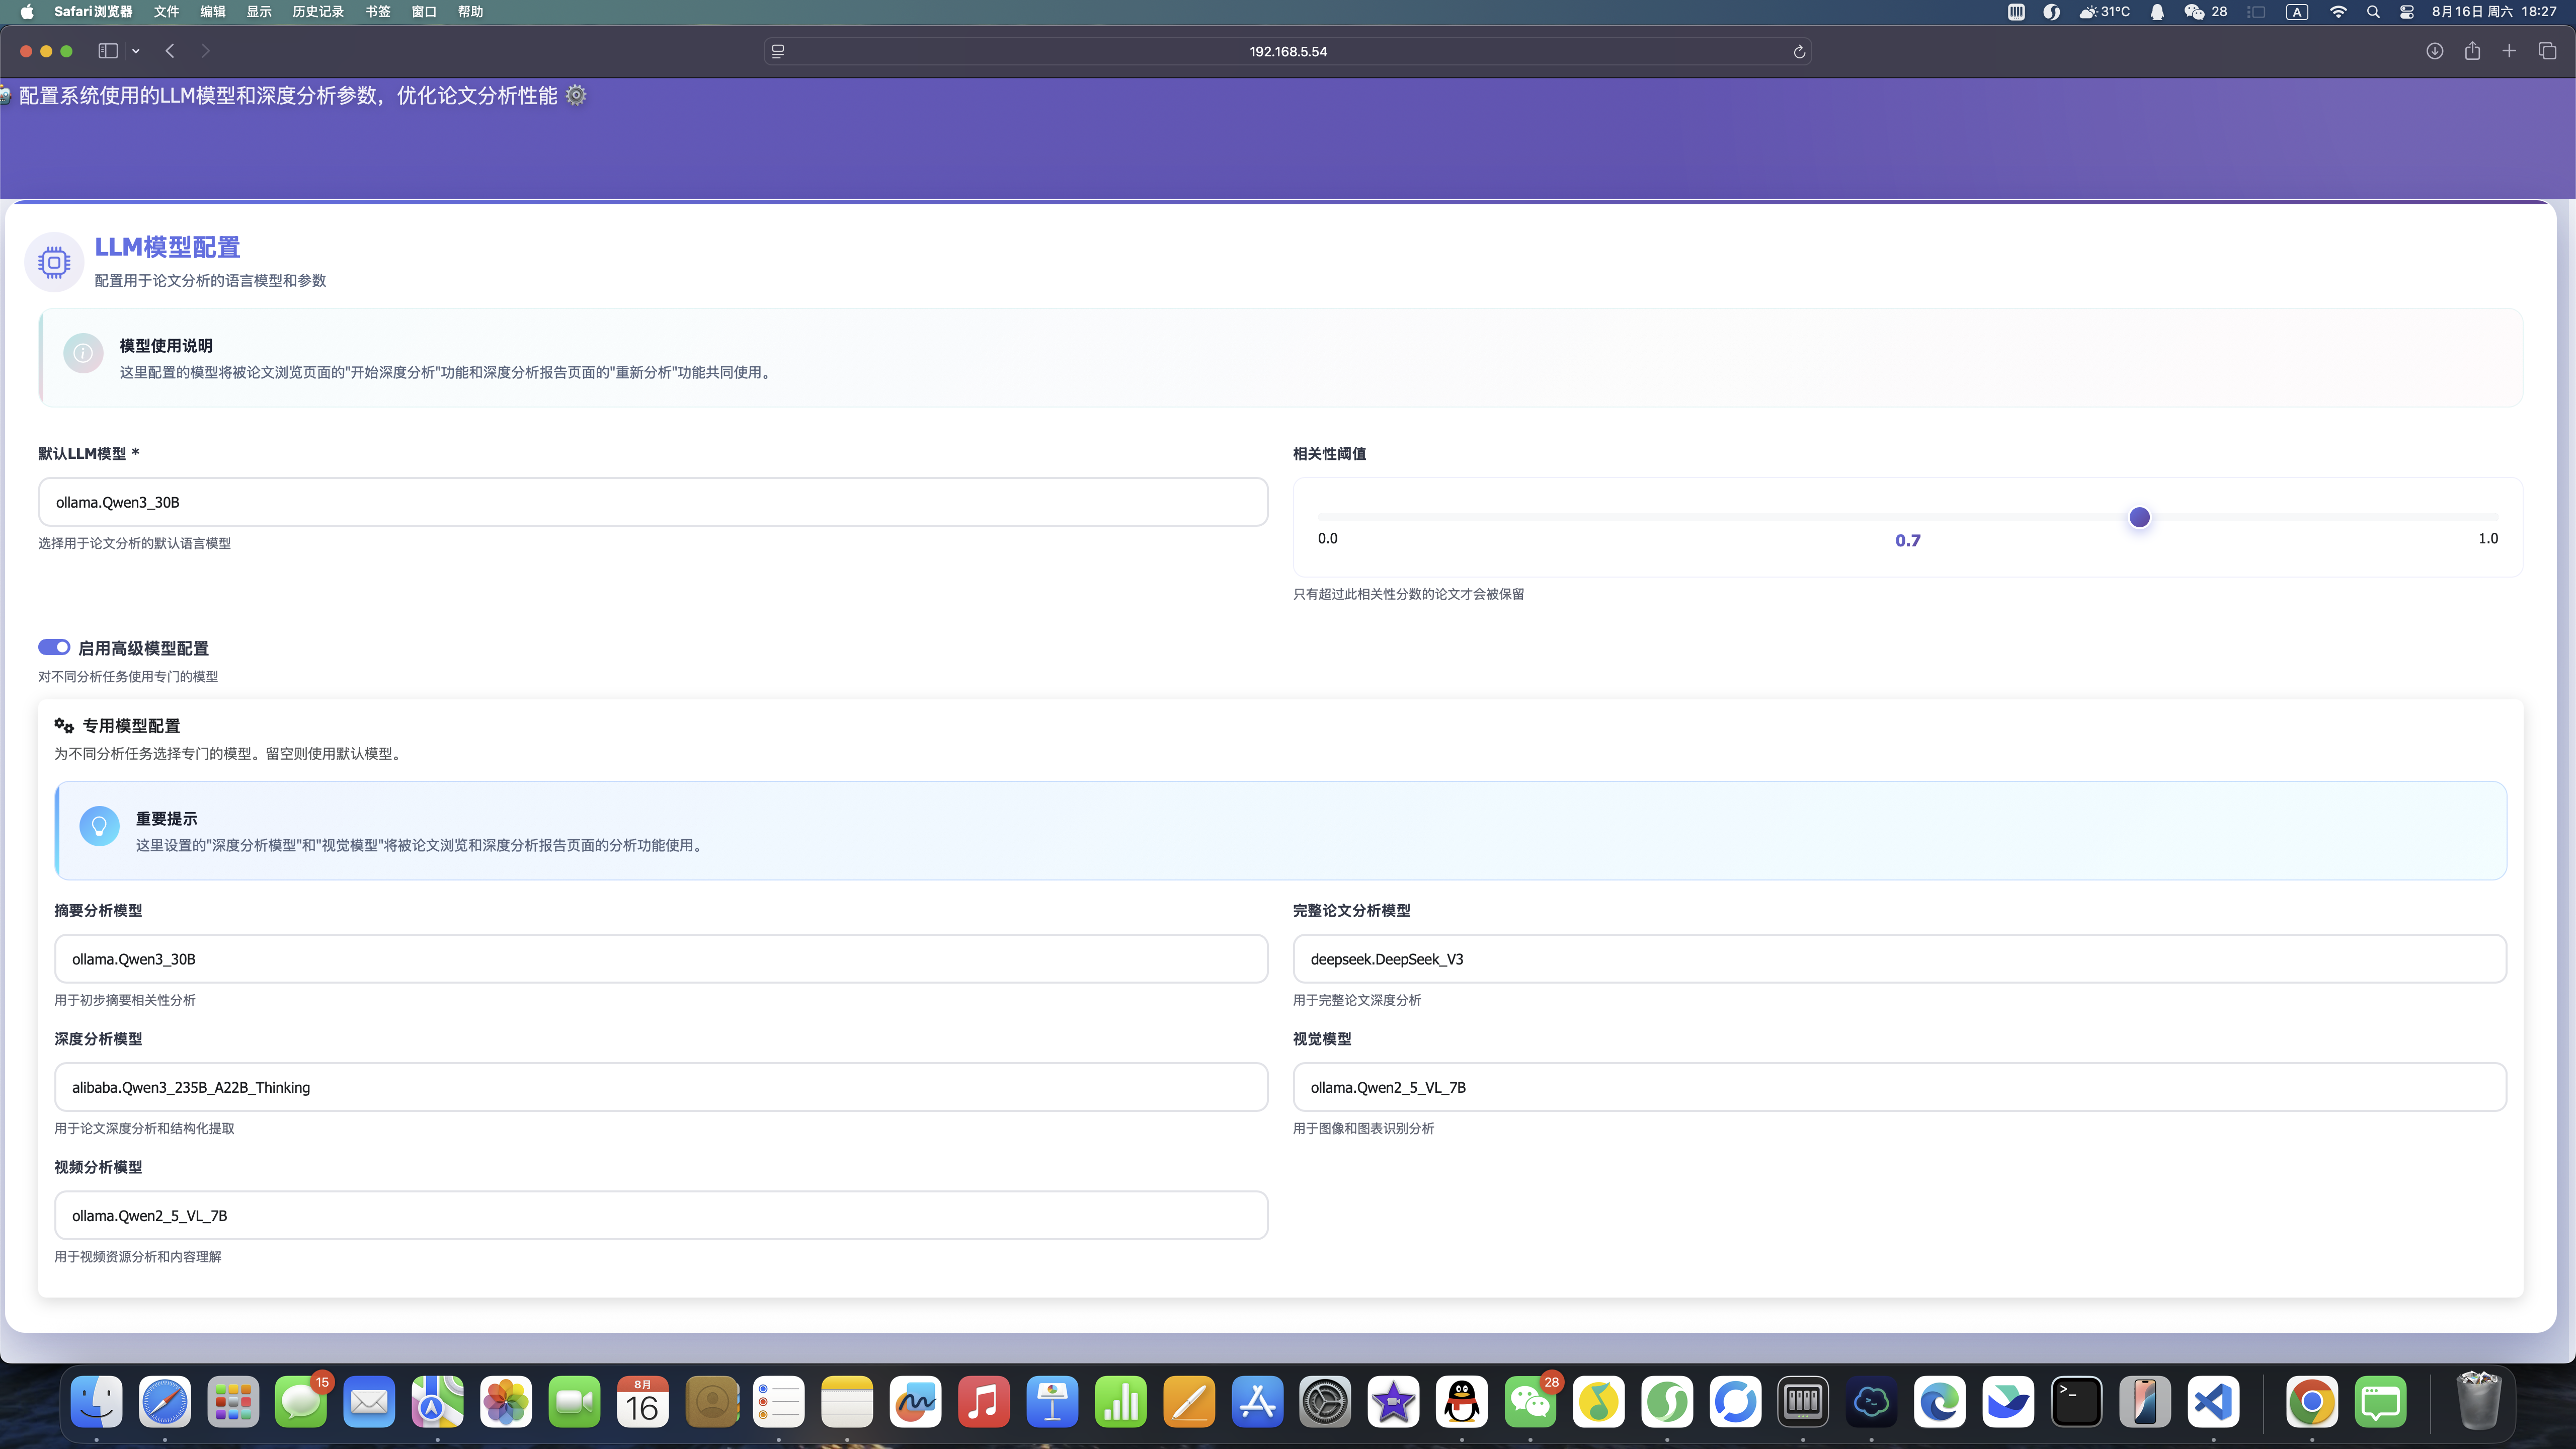 Safari浏览器 文件 编辑 显示 历史记录 书签 窗口 帮助
31°C 28 A 8月16日 周六 18:27
192.168.5.54
配置系统使用的LLM模型和深度分析参数，优化论文分析性能
LLM模型配置
配置用于论文分析的语言模型和参数
模型使用说明
这里配置的模型将被论文浏览页面的"开始深度分析"功能和深度分析报告页面的"重新分析"功能共同使用。
默认LLM模型 *
ollama.Qwen3_30B
选择用于论文分析的默认语言模型
相关性阈值
0.0 0.7 1.0
只有超过此相关性分数的论文才会被保留
启用高级模型配置
对不同分析任务使用专门的模型
专用模型配置
为不同分析任务选择专门的模型。留空则使用默认模型。
重要提示
这里设置的"深度分析模型"和"视觉模型"将被论文浏览和深度分析报告页面的分析功能使用。
摘要分析模型
ollama.Qwen3_30B
用于初步摘要相关性分析
完整论文分析模型
deepseek.DeepSeek_V3
用于完整论文深度分析
深度分析模型
alibaba.Qwen3_235B_A22B_Thinking
用于论文深度分析和结构化提取
视觉模型
ollama.Qwen2_5_VL_7B
用于图像和图表识别分析
视频分析模型
ollama.Qwen2_5_VL_7B
用于视频资源分析和内容理解
15
8月
16
28